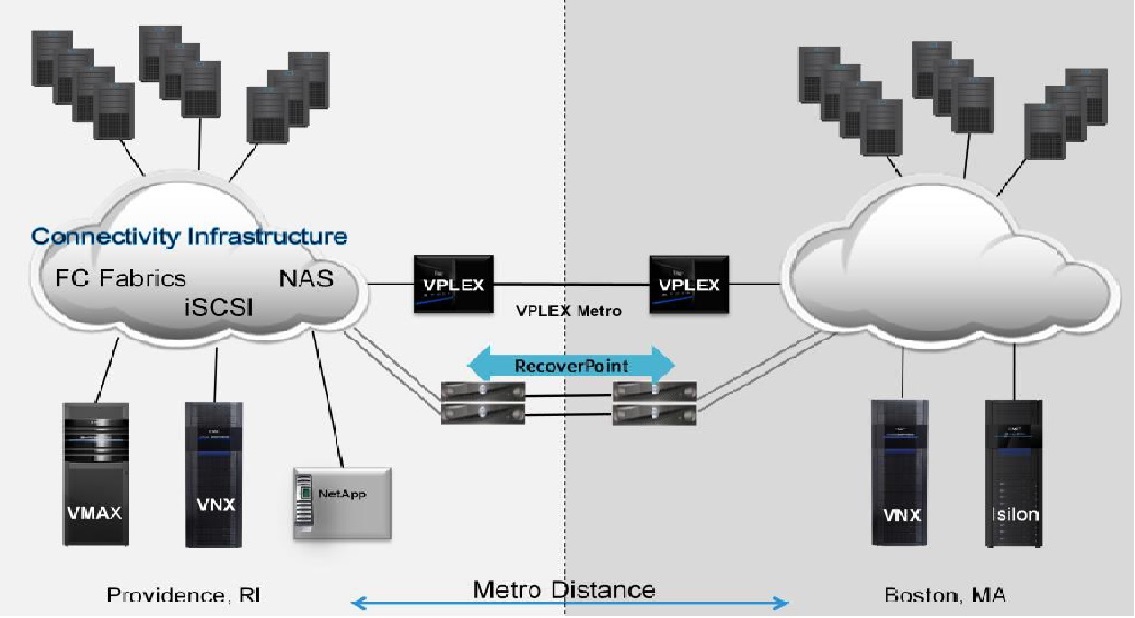 Connectivity Infrastructure
FC Fabrics NAS
iSCSI
VPLEX
VPLEX
VPLEX Metro
RecoverPoint
VMAX
VNX
NetApp
VNX
Isilon
Providence, RI
Metro Distance
Boston, MA